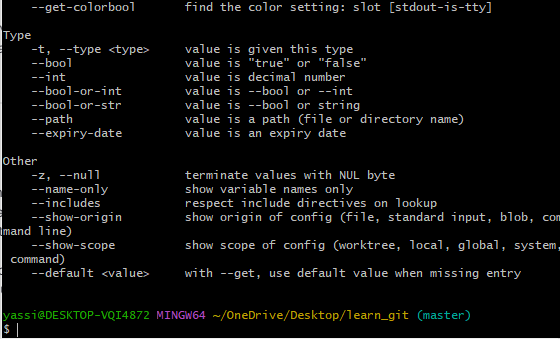 --get-colorbool find the color setting: slot [stdout-is-tty]
Type
-t, --type <type> value is given this type
--bool value is "true" or "false"
--int value is decimal number
--bool-or-int value is --bool or --int
--bool-or-str value is --bool or string
--path value is a path (file or directory name)
--expiry-date value is an expiry date
Other
-z, --null terminate values with NUL byte
--name-only show variable names only
--includes respect include directives on lookup
--show-origin show origin of config (file, standard input, blob, com
mand line)
--show-scope show scope of config (worktree, local, global, system,
command)
--default <value> with --get, use default value when missing entry
yassi@DESKTOP-VQI4872 MINGW64 ~/OneDrive/Desktop/learn_git (master)
$